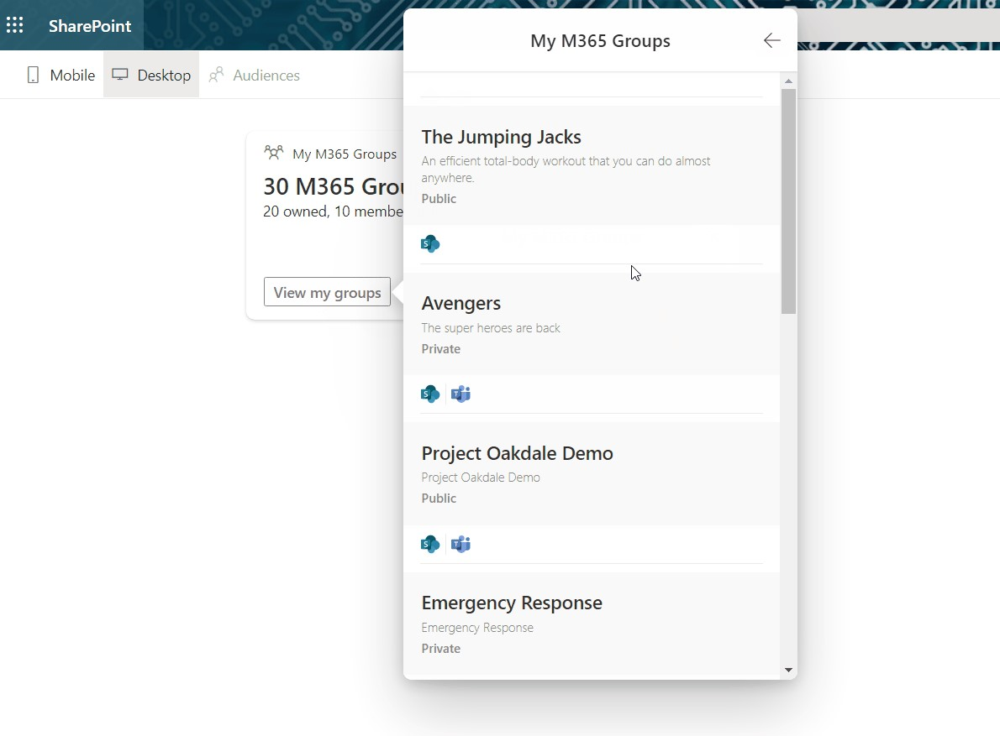 SharePoint
Mobile
Desktop
Audiences
My M365 Groups
30 M365 Grou
20 owned, 10 membe
View my groups
My M365 Groups
The Jumping Jacks
An efficient total-body workout that you can do almost
anywhere.
Public
S
Avengers
The super heroes are back
Private
S
T
Project Oakdale Demo
Project Oakdale Demo
Public
S
T
Emergency Response
Emergency Response
Private